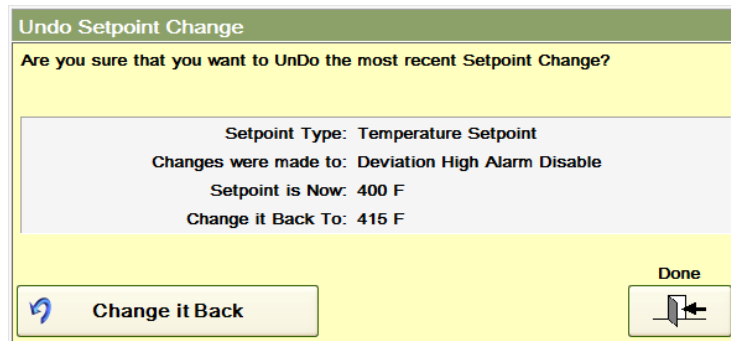 Undo Setpoint Change
Are you sure that you want to UnDo the most recent Setpoint Change?
Setpoint Type: Temperature Setpoint
Changes were made to: Deviation High Alarm Disable
Setpoint is Now: 400 F
Change it Back To: 415 F
Done
Change it Back